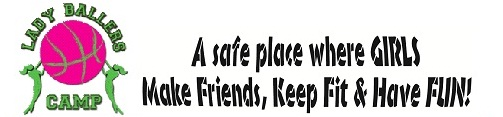 LADY BALLERS
CAMP
A safe place where GIRLS
Make Friends, Keep Fit & Have FUN!